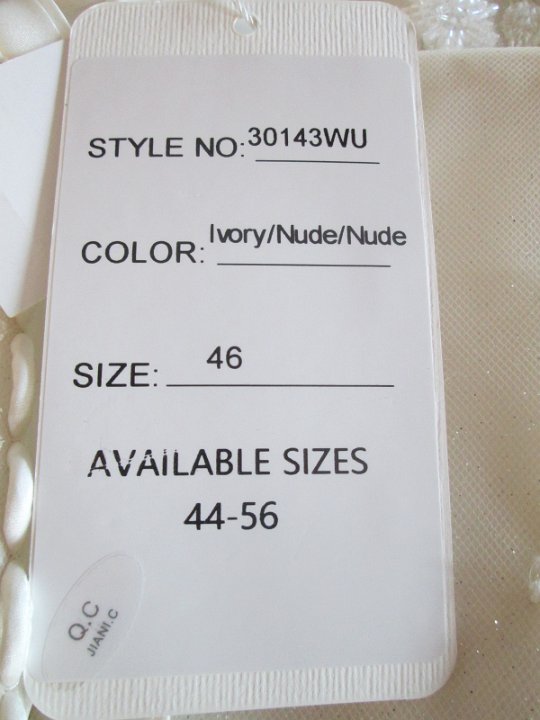 STYLE NO: 30143WU
COLOR: Ivory/Nude/Nude
SIZE: 46
AVAILABLE SIZES
44-56
Q.C
JIANI.C